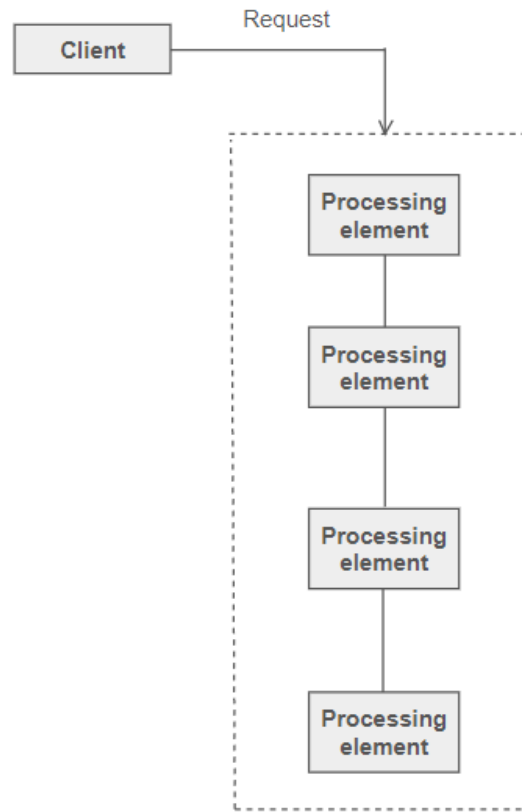 Request
Client
Processing
element
Processing
element
Processing
element
Processing
element